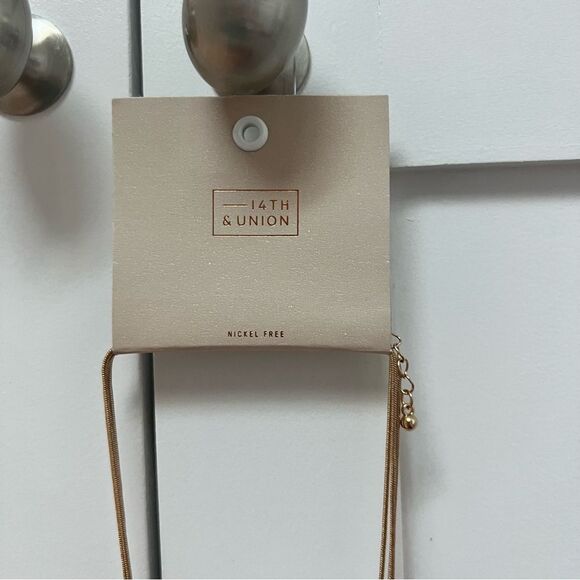 — 14TH
& UNION
NICKEL FREE